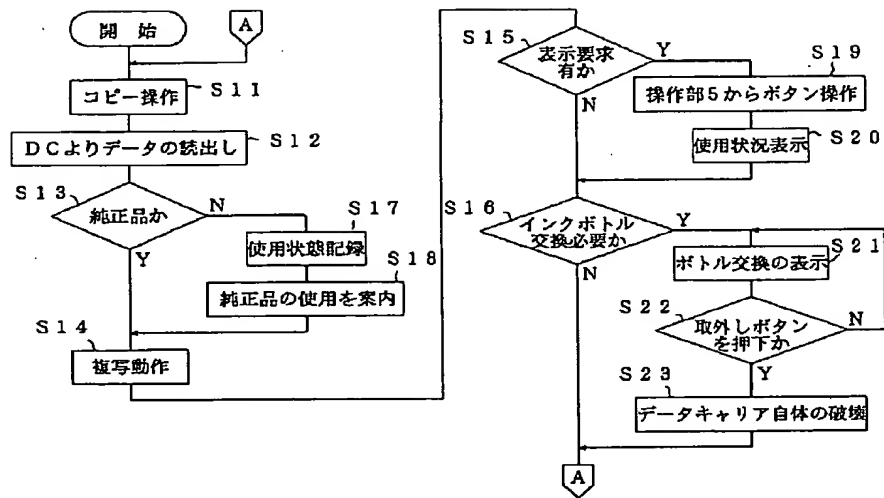 開 始
A
コピー操作
S11
DCよりデータの読出し
S12
S13
純正品か
N
Y
S17
使用状態記録
S18
純正品の使用を案内
S14
複写動作
S15
表示要求
有か
Y
N
S19
操作部5からボタン操作
S20
使用状況表示
S16
インクボトル
交換必要か
Y
N
S21
ボトル交換の表示
S22
取外しボタン
を押下か
N
Y
S23
データキャリア自体の破壊
A